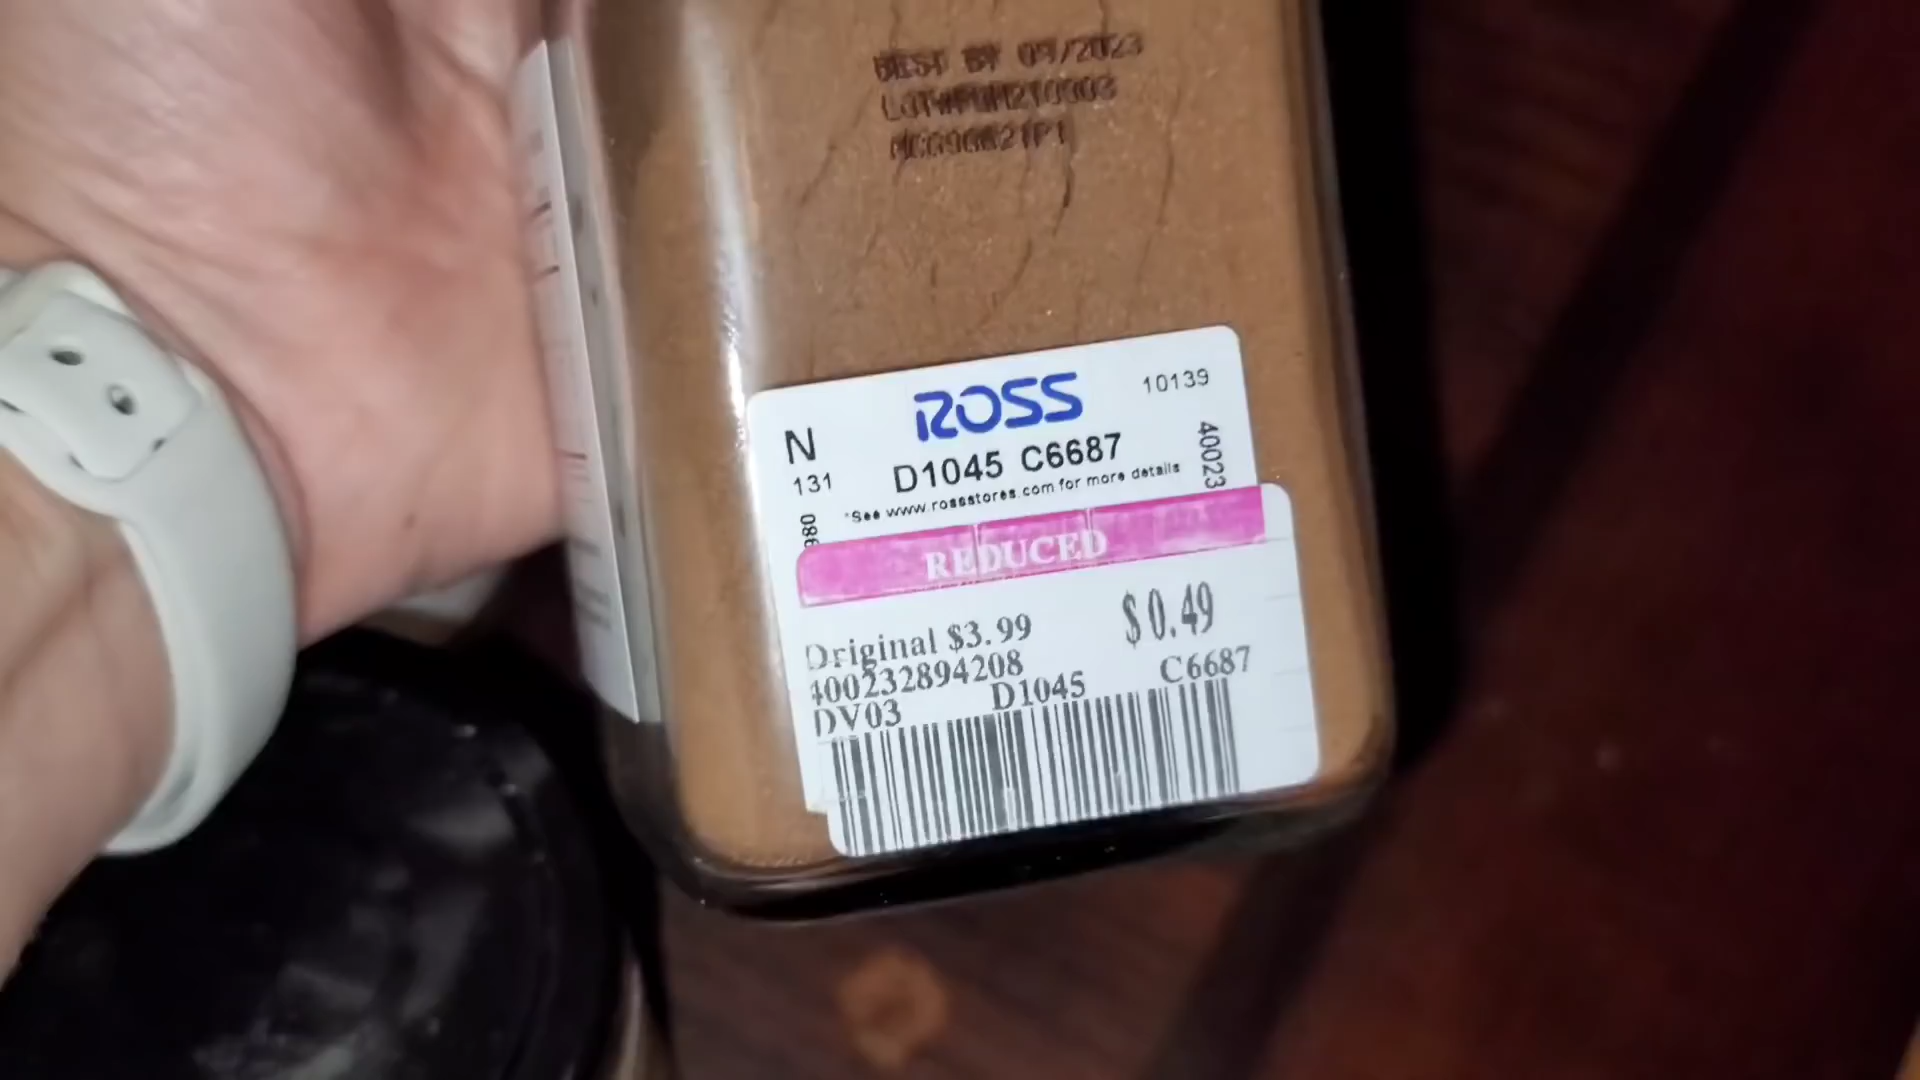 BEST BY 09/2023
ROSS
10139
N
D1045 C6687
131
40023
*See www.rossstores.com for more details
086
REDUCED
Original $3.99
$0.49
400232894208
DV03
D1045
C6687